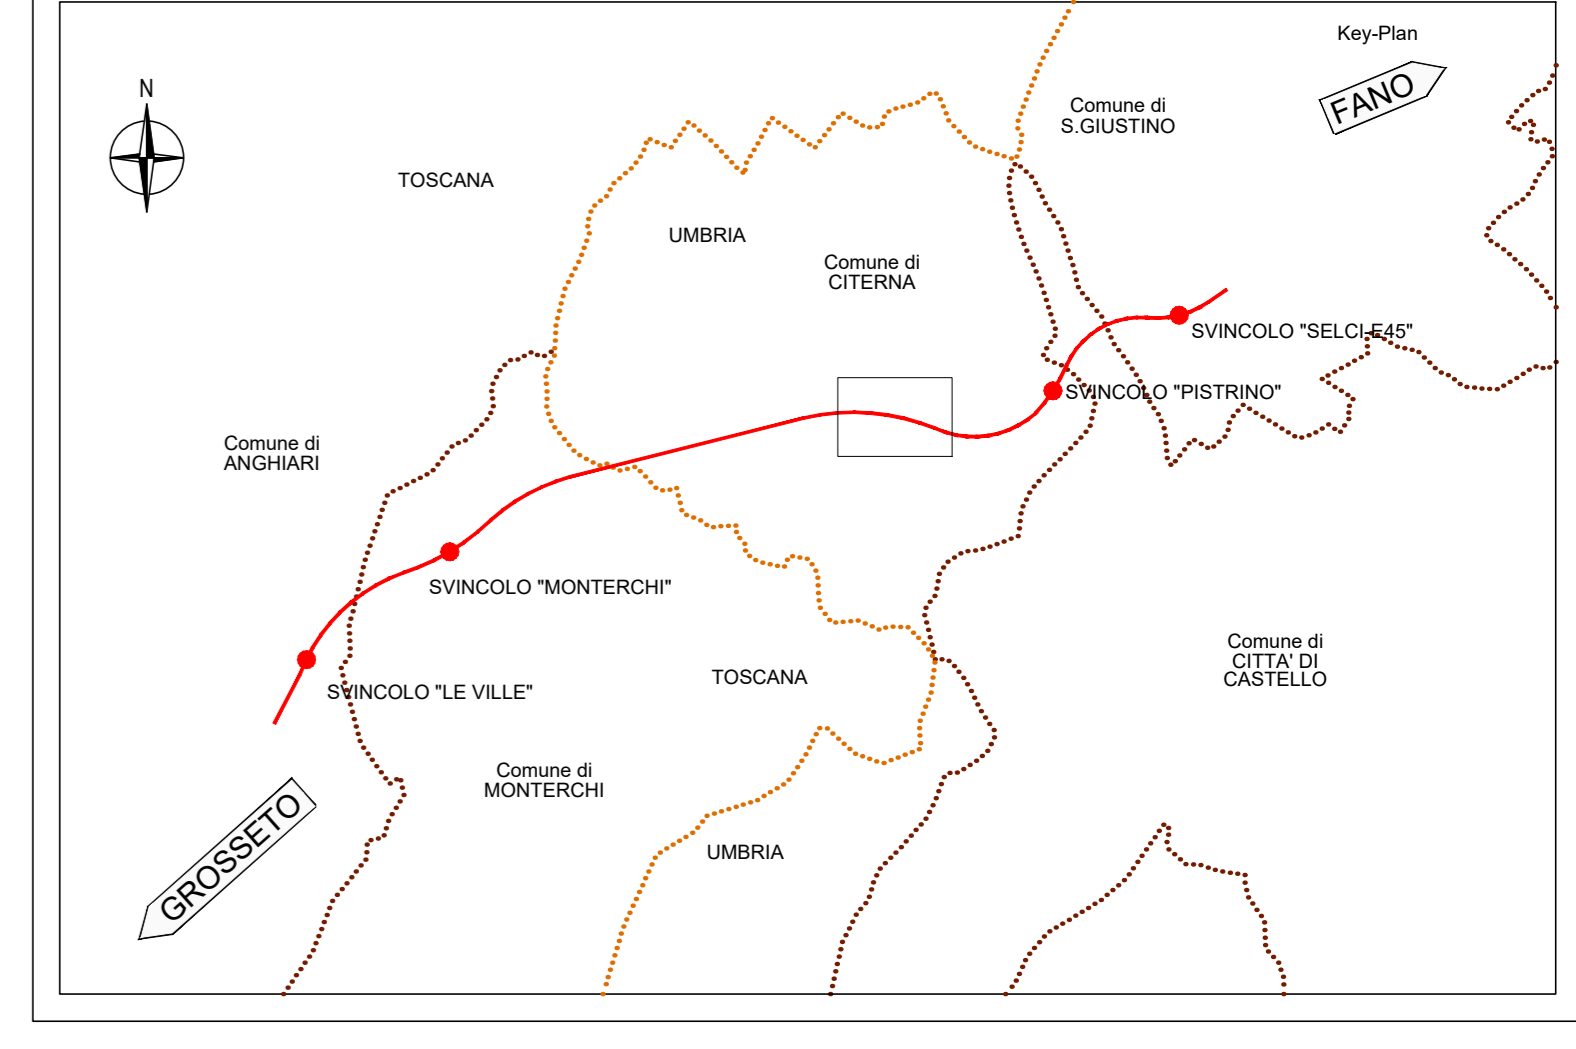 Key-Plan
FANO
N
Comune di
S.GIUSTINO
TOSCANA
UMBRIA
Comune di
CITERNA
SVINCOLO "SELCI-E45"
SVINCOLO "PISTRINO"
Comune di
ANGHIARI
SVINCOLO "MONTERCHI"
Comune di
CITTA' DI
CASTELLO
TOSCANA
SVINCOLO "LE VILLE"
Comune di
MONTERCHI
GROSSETO
UMBRIA